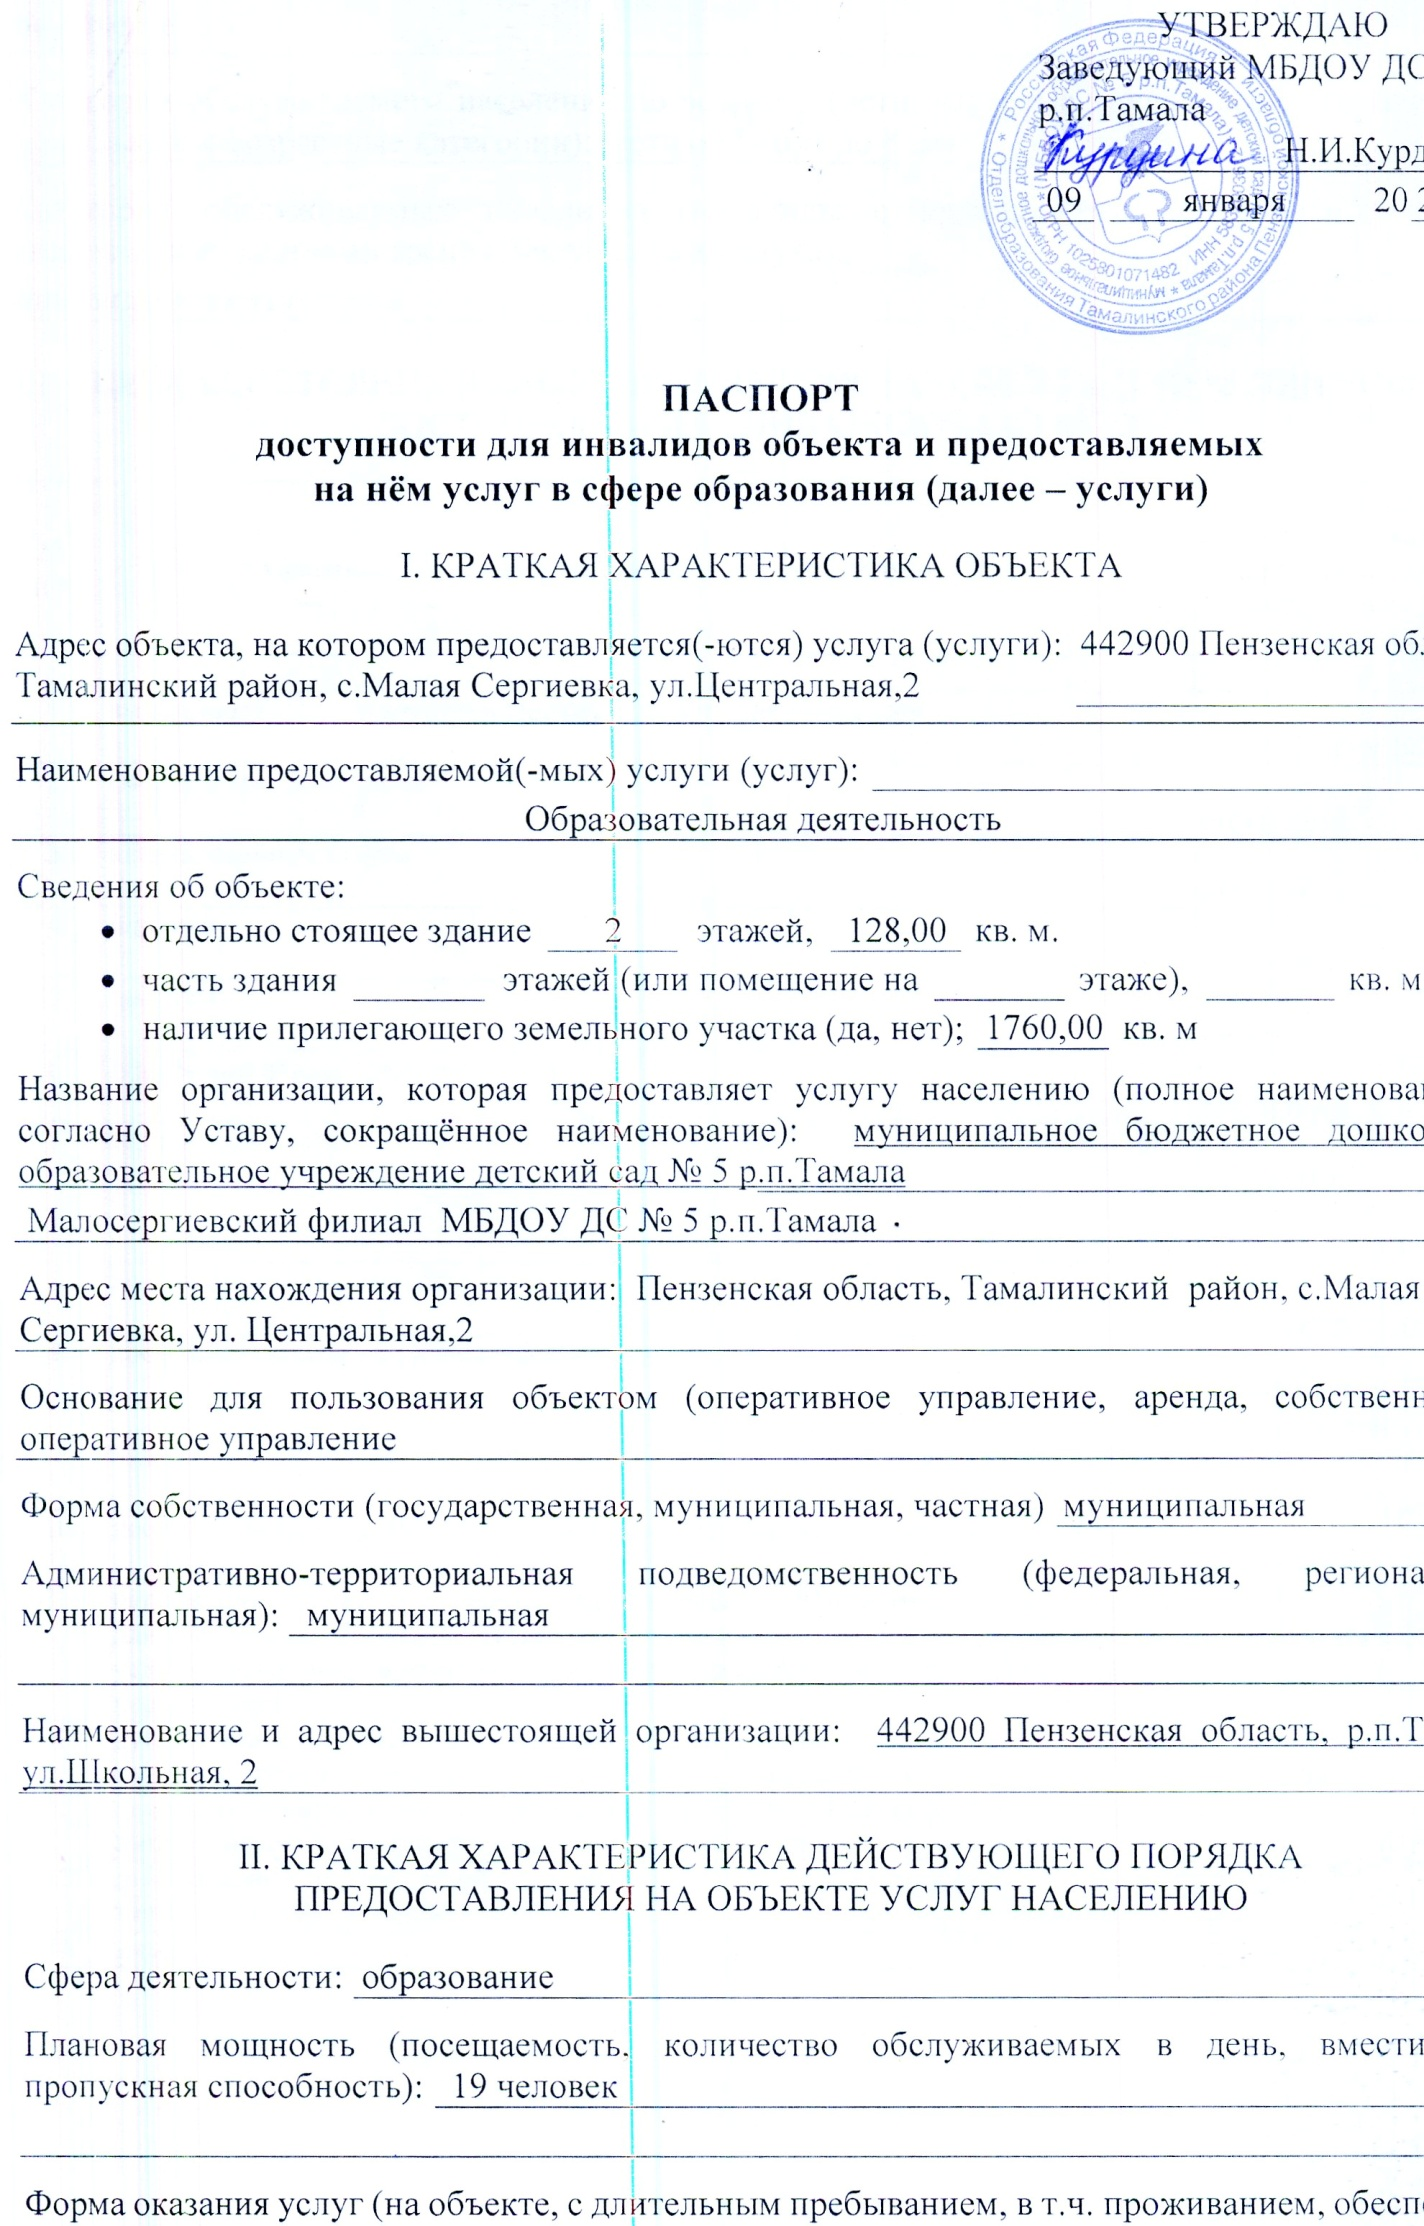 УТВЕРЖДАЮ
Заведующий МБДОУ ДС
р.п.Тамала
Курдина Н.И.Курд
09 января 20 2
ПАСПОРТ
доступности для инвалидов объекта и предоставляемых
на нём услуг в сфере образования (далее – услуги)
I. КРАТКАЯ ХАРАКТЕРИСТИКА ОБЪЕКТА
Адрес объекта, на котором предоставляется(-ются) услуга (услуги): 442900 Пензенская обл
Тамалинский район, с.Малая Сергиевка, ул.Центральная,2
Наименование предоставляемой(-мых) услуги (услуг):
Образовательная деятельность
Сведения об объекте:
• отдельно стоящее здание 2 этажей, 128,00 кв. м.
• часть здания этажей (или помещение на этаже), кв. м
• наличие прилегающего земельного участка (да, нет); 1760,00 кв. м
Название организации, которая предоставляет услугу населению (полное наименован
согласно Уставу, сокращённое наименование): муниципальное бюджетное дошко
образовательное учреждение детский сад № 5 р.п.Тамала
Малосергиевский филиал МБДОУ ДС № 5 р.п.Тамала
Адрес места нахождения организации: Пензенская область, Тамалинский район, с.Малая
Сергиевка, ул. Центральная,2
Основание для пользования объектом (оперативное управление, аренда, собственн
оперативное управление
Форма собственности (государственная, муниципальная, частная) муниципальная
Административно-территориальная подведомственность (федеральная, региона
муниципальная): муниципальная
Наименование и адрес вышестоящей организации: 442900 Пензенская область, р.п.Т
ул.Школьная, 2
II. КРАТКАЯ ХАРАКТЕРИСТИКА ДЕЙСТВУЮЩЕГО ПОРЯДКА
ПРЕДОСТАВЛЕНИЯ НА ОБЪЕКТЕ УСЛУГ НАСЕЛЕНИЮ
Сфера деятельности: образование
Плановая мощность (посещаемость, количество обслуживаемых в день, вмести
пропускная способность): 19 человек
Форма оказания услуг (на объекте, с длительным пребыванием, в т.ч. проживанием, обесп